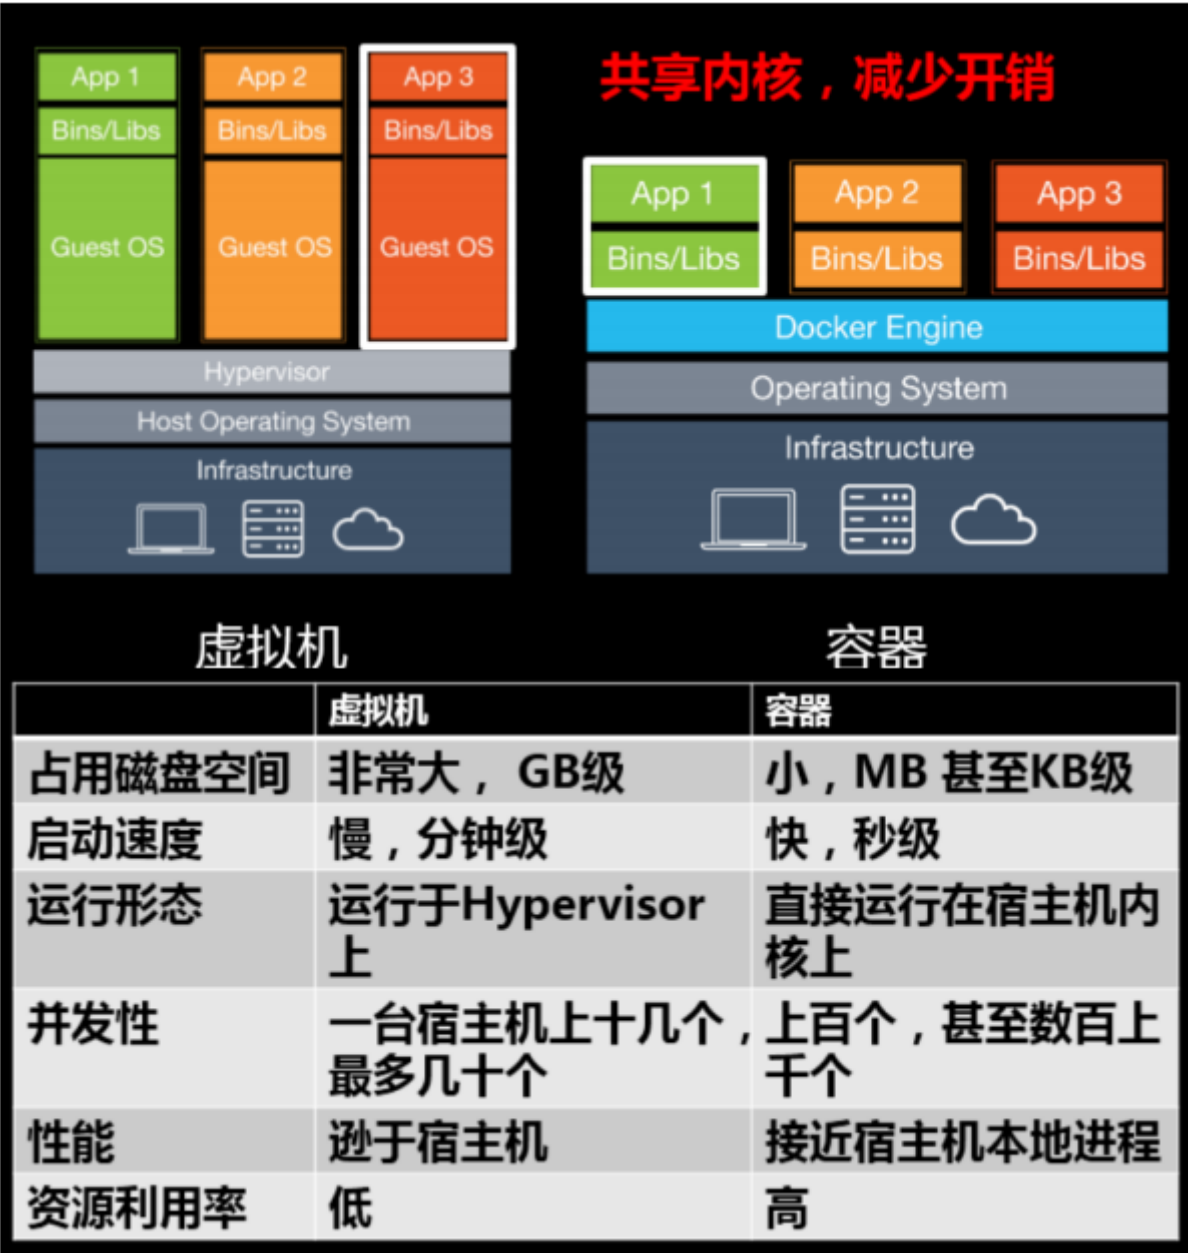 App 1
App 2
App 3
Bins/Libs
Bins/Libs
Bins/Libs
Guest OS
Guest OS
Guest OS
Hypervisor
Host Operating System
Infrastructure
虚拟机
共享内核，减少开销
App 1
App 2
App 3
Bins/Libs
Bins/Libs
Bins/Libs
Docker Engine
Operating System
Infrastructure
容器
虚拟机
容器
占用磁盘空间
非常大， GB级
小，MB 甚至KB级
启动速度
慢，分钟级
快，秒级
运行形态
运行于Hypervisor
上
直接运行在宿主机内
核上
并发性
一台宿主机上十几个，
最多几十个
上百个，甚至数百上
千个
性能
逊于宿主机
接近宿主机本地进程
资源利用率
低
高